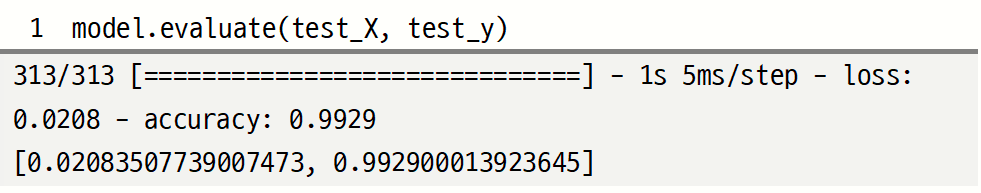 1 model.evaluate(test_X, test_y)
313/313 [==============================] – 1s 5ms/step – loss:
0.0208 – accuracy: 0.9929
[0.02083507739007473, 0.992900013923645]